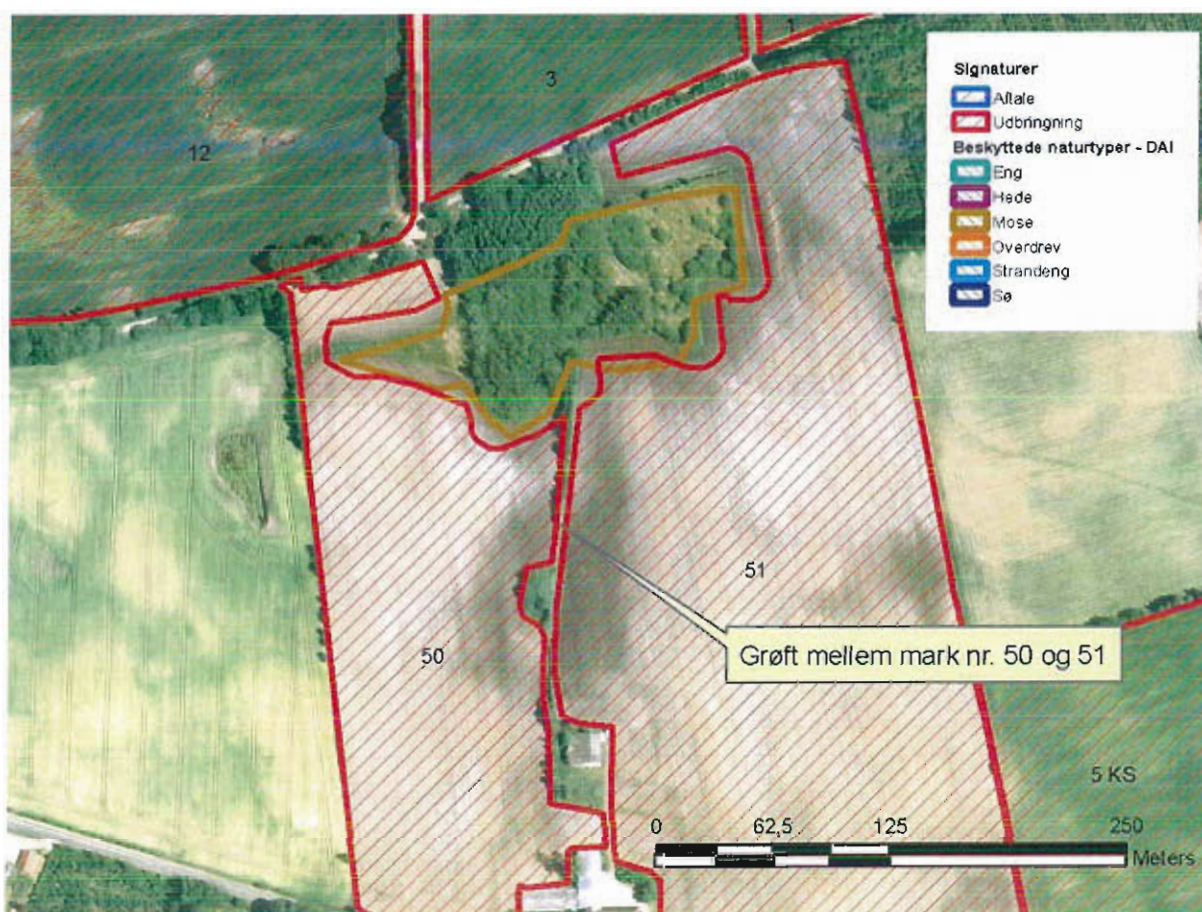 1
3
12
Signaturer
Aftale
Udbringning
Beskyttede naturtyper - DAI
Eng
Hede
Mose
Overdrev
Strandeng
Sø
51
50
Grøft mellem mark nr. 50 og 51
5 KS
0 62,5 125 250
Meters